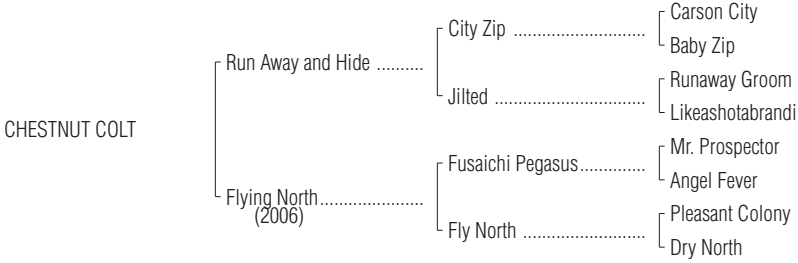 Carson City
City Zip ............................
Baby Zip
Run Away and Hide ..........
Runaway Groom
Jilted ................................
Likeashotabrandi
CHESTNUT COLT
Mr. Prospector
Fusaichi Pegasus..............
Angel Fever
Flying North......................
(2006)
Pleasant Colony
Fly North ..........................
Dry North